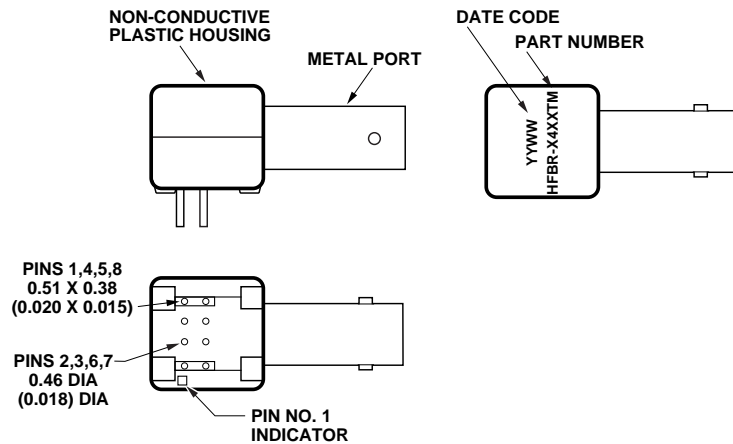 NON-CONDUCTIVE
PLASTIC HOUSING
METAL PORT
DATE CODE
PART NUMBER
YYWW
HFBR-X4XXTM
PINS 1,4,5,8
0.51 X 0.38
(0.020 X 0.015)
PINS 2,3,6,7
0.46 DIA
(0.018) DIA
PIN NO. 1
INDICATOR